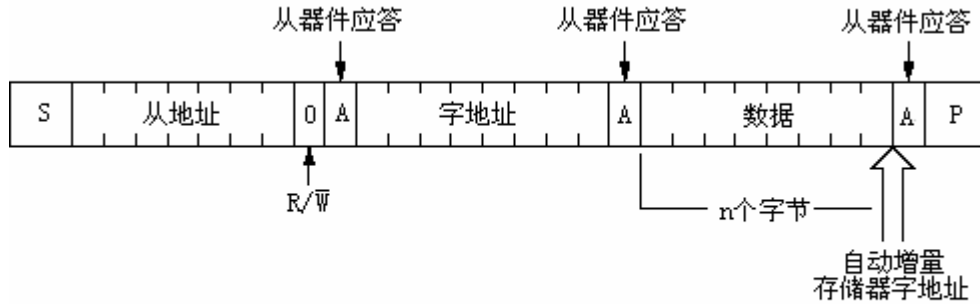 从器件应答 从器件应答 从器件应答
S 从地址 0 A 字地址 A 数据 A P
R/W̅
n个字节
自动增量
存储器字地址